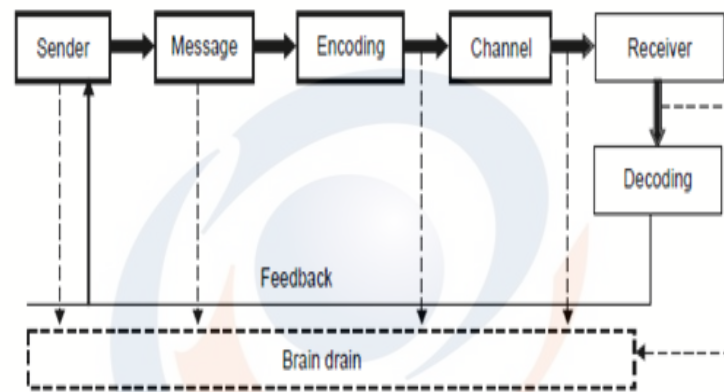 Sender
Message
Encoding
Channel
Receiver
Decoding
Feedback
Brain drain